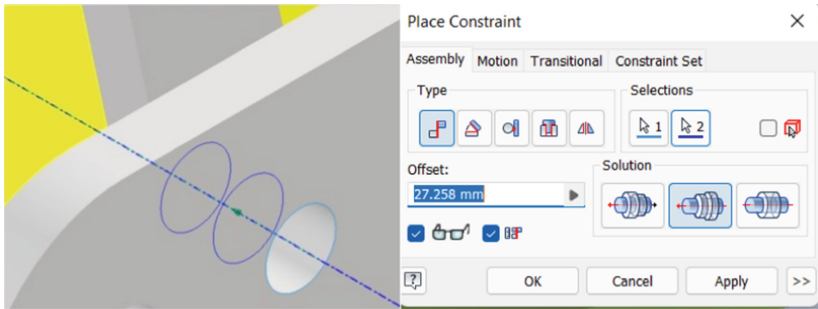 Place Constraint
Assembly Motion Transitional Constraint Set
Type
Selections
1 2
Offset:
Solution
27.258 mm
?
OK Cancel Apply >>